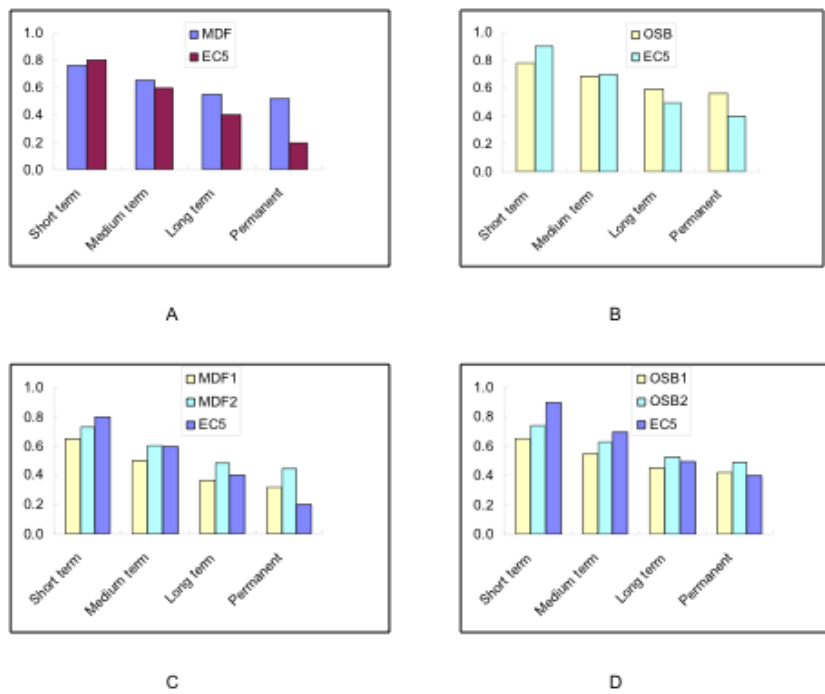 MDF
EC5
1.0
0.8
0.6
0.4
0.2
0.0
Short term
Medium term
Long term
Permanent
A
OSB
EC5
1.0
0.8
0.6
0.4
0.2
0.0
Short term
Medium term
Long term
Permanent
B
MDF1
MDF2
EC5
1.0
0.8
0.6
0.4
0.2
0.0
Short term
Medium term
Long term
Permanent
C
OSB1
OSB2
EC5
1.0
0.8
0.6
0.4
0.2
0.0
Short term
Medium term
Long term
Permanent
D